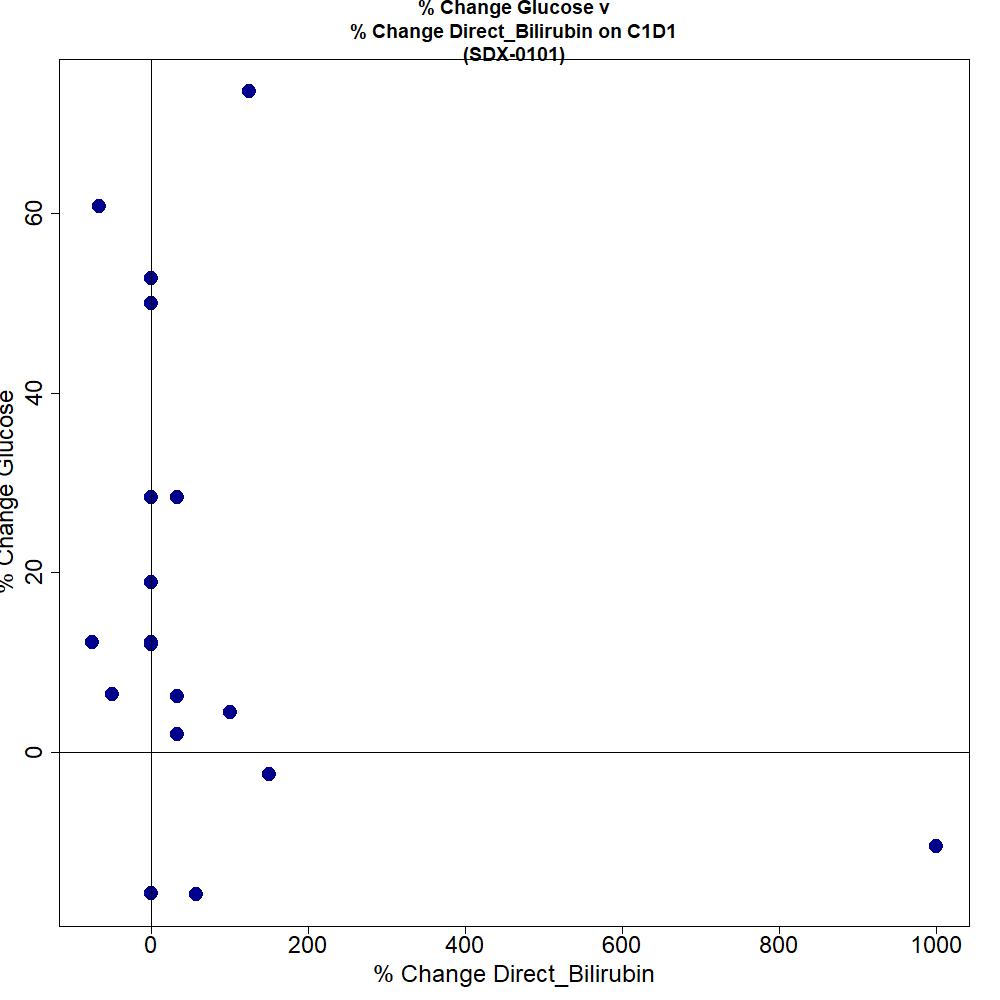 % Change Glucose v
% Change Direct_Bilirubin on C1D1
(SDX-0101)
% Change Glucose
60
40
20
0
0 200 400 600 800 1000
% Change Direct_Bilirubin